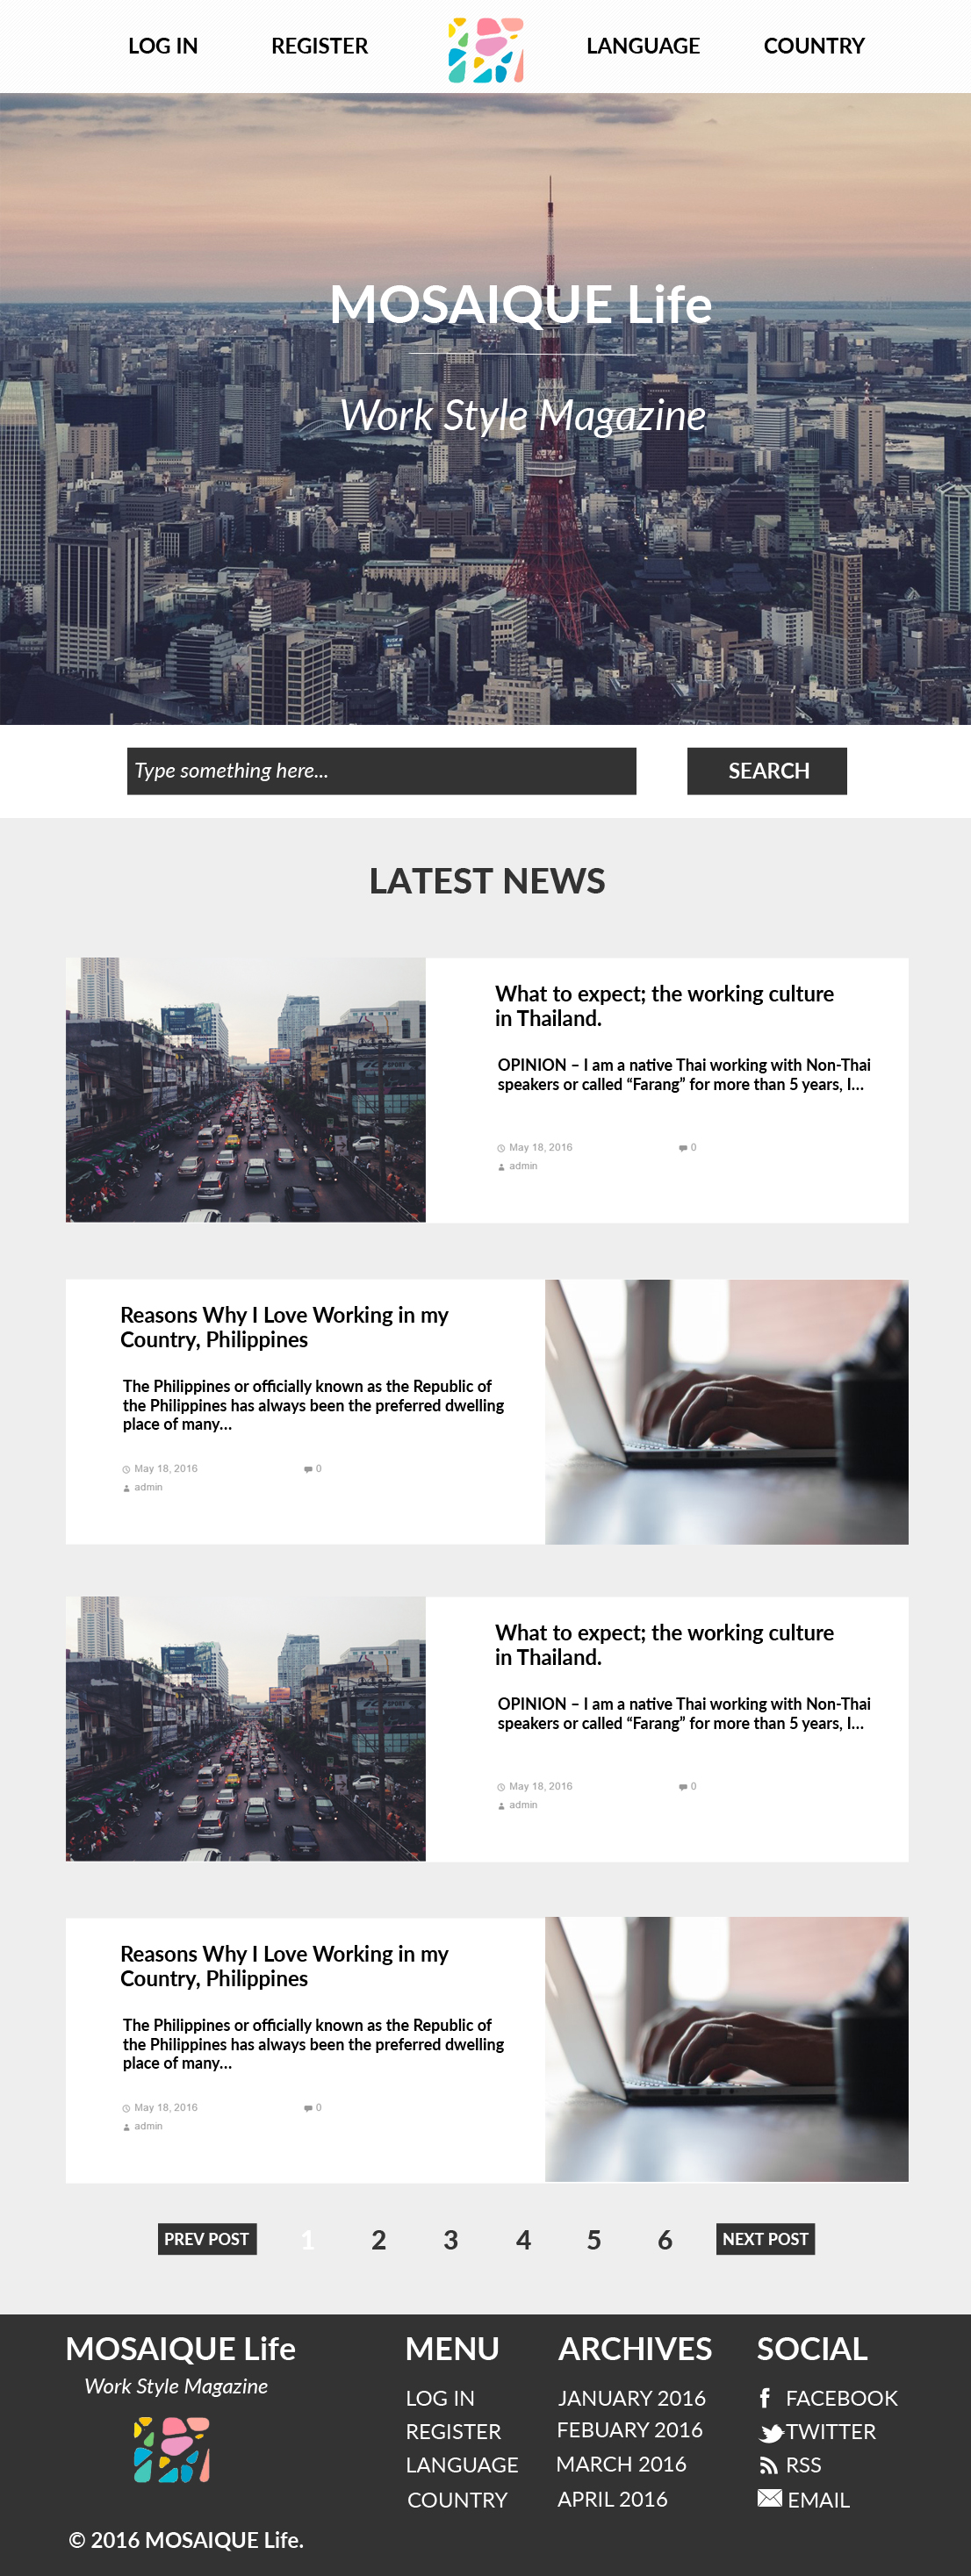 LOG IN
REGISTER
LANGUAGE
COUNTRY
MOSAIQUE Life
Work Style Magazine
Type something here...
SEARCH
LATEST NEWS
What to expect; the working culture
in Thailand.
OPINION – I am a native Thai working with Non-Thai
speakers or called “Farang” for more than 5 years, I...
May 18, 2016
0
admin
Reasons Why I Love Working in my
Country, Philippines
The Philippines or officially known as the Republic of
the Philippines has always been the preferred dwelling
place of many...
May 18, 2016
0
admin
What to expect; the working culture
in Thailand.
OPINION – I am a native Thai working with Non-Thai
speakers or called “Farang” for more than 5 years, I...
May 18, 2016
0
admin
Reasons Why I Love Working in my
Country, Philippines
The Philippines or officially known as the Republic of
the Philippines has always been the preferred dwelling
place of many...
May 18, 2016
0
admin
PREV POST
1
2
3
4
5
6
NEXT POST
MOSAIQUE Life
Work Style Magazine
© 2016 MOSAIQUE Life.
MENU
LOG IN
REGISTER
LANGUAGE
COUNTRY
ARCHIVES
JANUARY 2016
FEBUARY 2016
MARCH 2016
APRIL 2016
SOCIAL
FACEBOOK
TWITTER
RSS
EMAIL